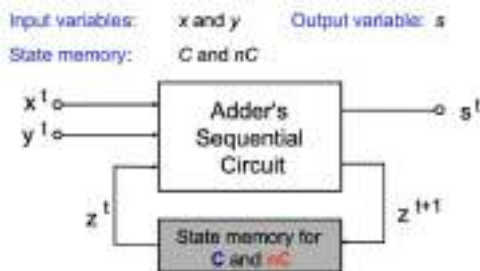 Input variables: x and y Output variable: s
State memory: C and nC
x t
y t
Adder's
Sequential
Circuit
s t
z t
z t+1
State memory for
C and nC